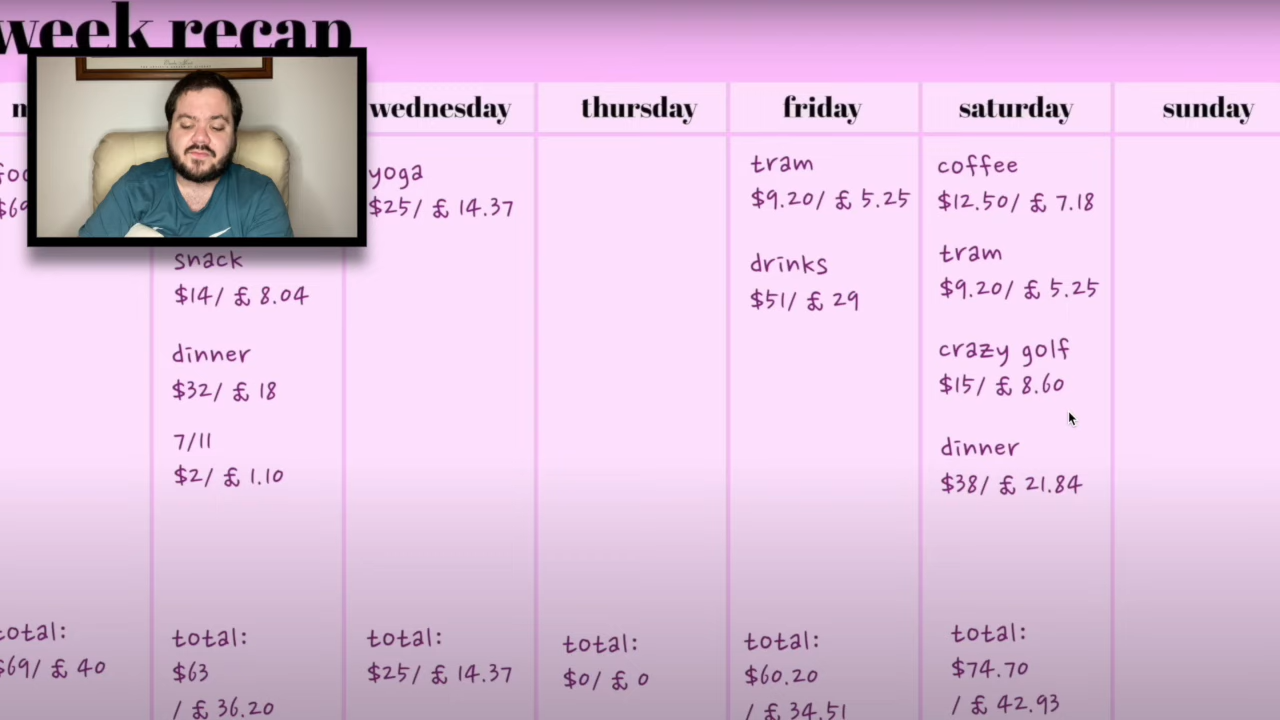 week recap
wednesday
thursday
friday
saturday
sunday
snack
$14/ £ 8.04
dinner
$32/ £ 18
7/11
$2/ £ 1.10
total:
$63
/ £ 36.20
yoga
$25/ £ 14.37
total:
$25/ £ 14.37
total:
$0/ £ 0
tram
$9.20/ £ 5.25
drinks
$51/ £ 29
total:
$60.20
/ £ 34.51
coffee
$12.50/ £ 7.18
tram
$9.20/ £ 5.25
crazy golf
$15/ £ 8.60
dinner
$38/ £ 21.84
total:
$74.70
/ £ 42.93
total:
$69/ £ 40